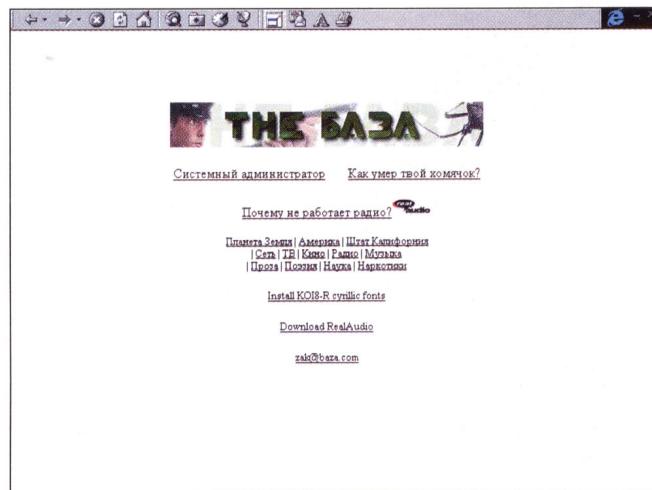 THE БАЗА
Системный администратор Как умер твой хомячок?
Почему не работает радио? real audio
Планета Земля | Америка | Штат Калифорния
| Сеть | ТВ | Кино | Радио | Музыка
| Проза | Поэзия | Наука | Наркотики
Install KOI8-R cyrillic fonts
Download RealAudio
zak@baza.com